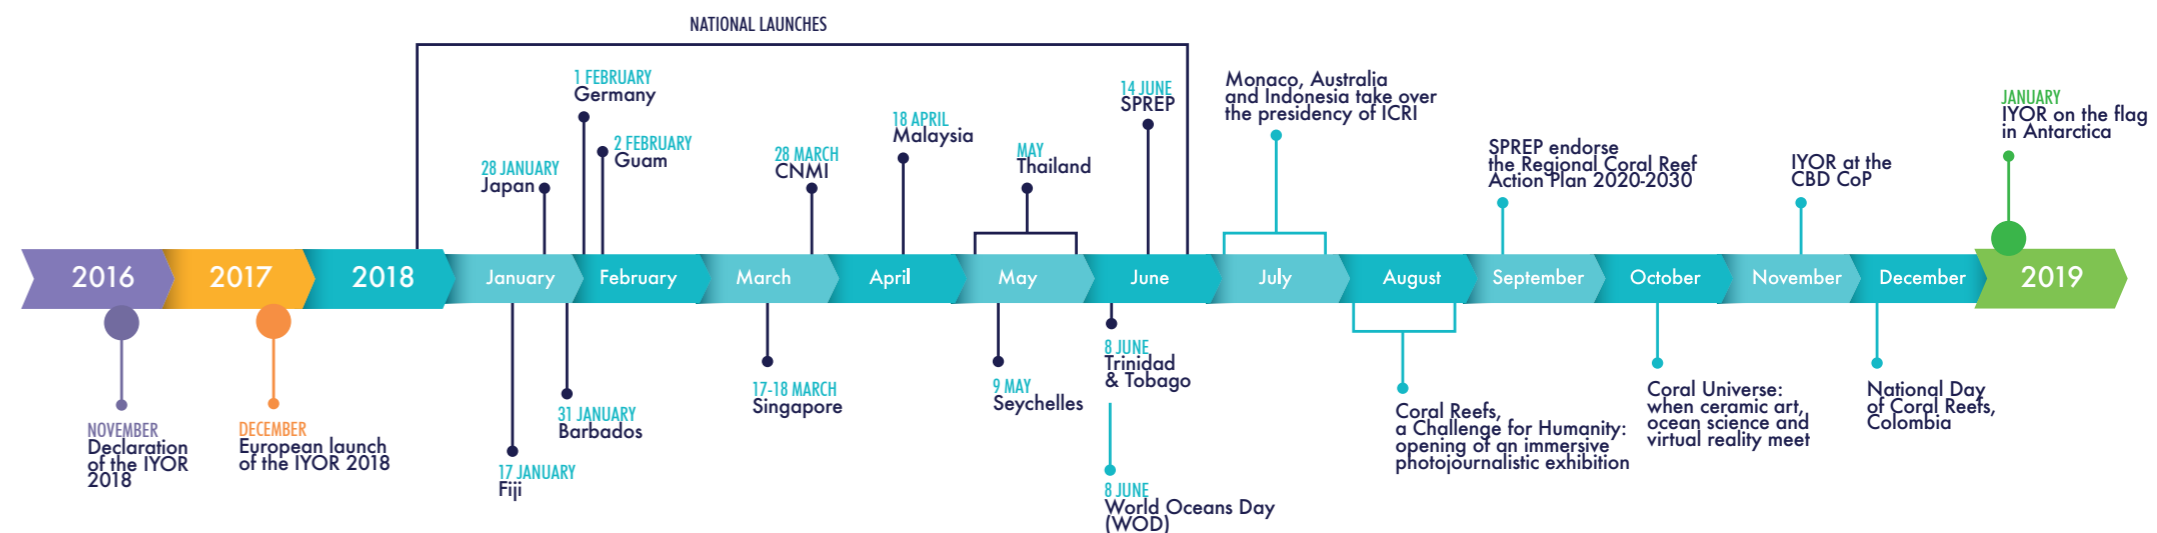 NATIONAL LAUNCHES
1 FEBRUARY
Germany
2 FEBRUARY
Guam
28 JANUARY
Japan
28 MARCH
CNMI
18 APRIL
Malaysia
MAY
Thailand
14 JUNE
SPREP
Monaco, Australia
and Indonesia take over
the presidency of ICRI
SPREP endorse
the Regional Coral Reef
Action Plan 2020-2030
IYOR at the
CBD CoP
JANUARY
IYOR on the flag
in Antarctica
2016
2017
2018
January
February
March
April
May
June
July
August
September
October
November
December
2019
NOVEMBER
Declaration
of the IYOR
2018
DECEMBER
European launch
of the IYOR 2018
17 JANUARY
Fiji
31 JANUARY
Barbados
17-18 MARCH
Singapore
9 MAY
Seychelles
8 JUNE
Trinidad
& Tobago
8 JUNE
World Oceans Day
(WOD)
Coral Reefs,
a Challenge for Humanity:
opening of an immersive
photojournalistic exhibition
Coral Universe:
when ceramic art,
ocean science and
virtual reality meet
National Day
of Coral Reefs,
Colombia